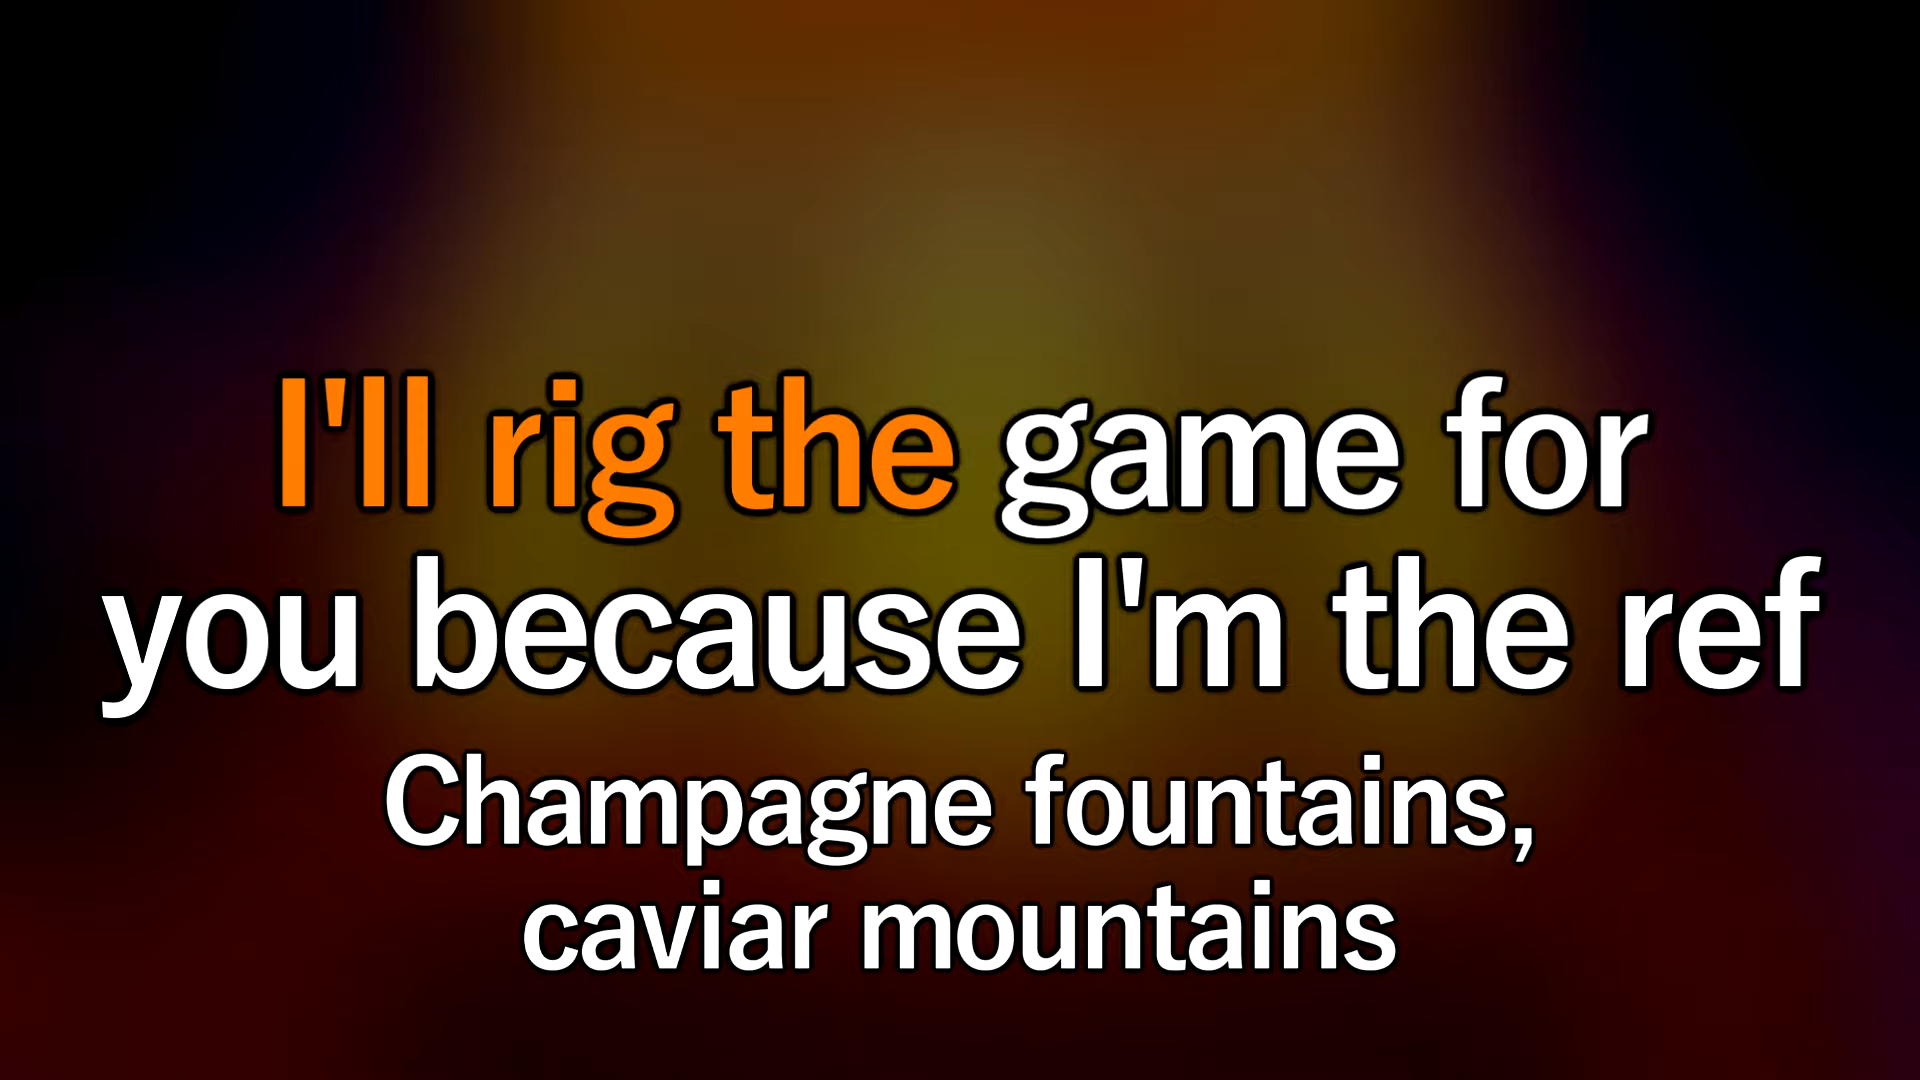 I'll rig the game for
you because I'm the ref
Champagne fountains,
caviar mountains